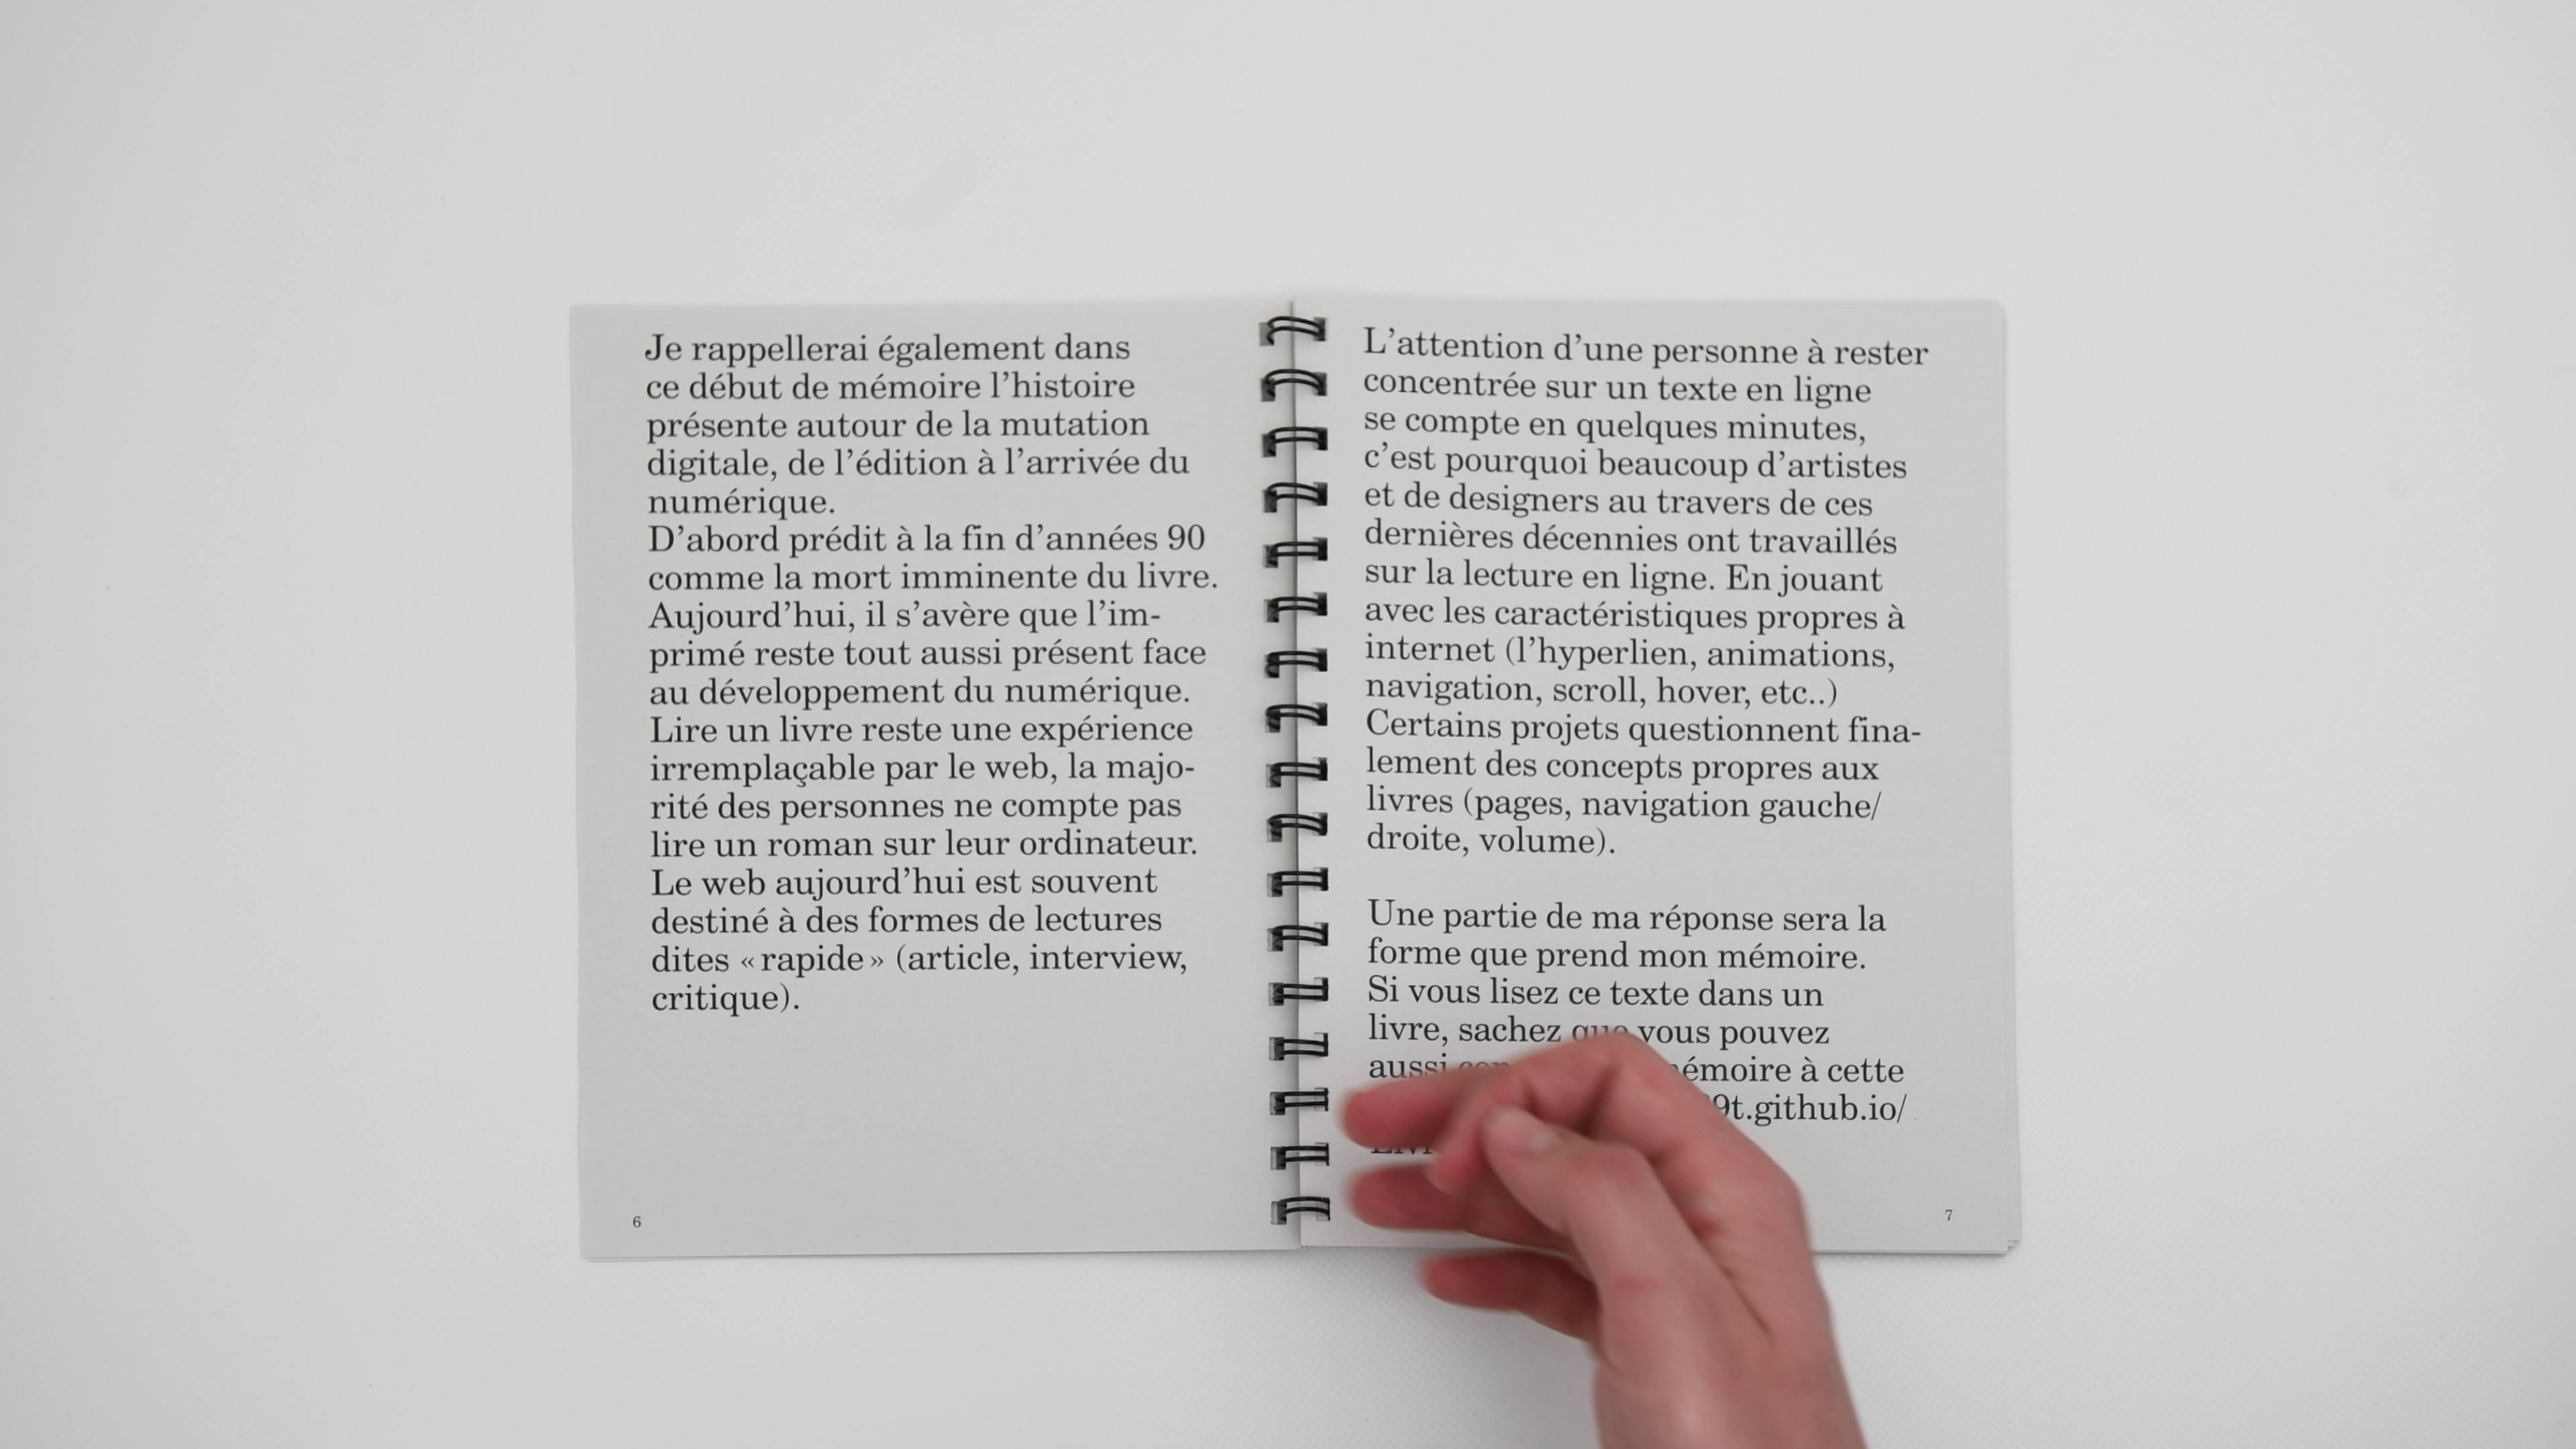 Je rappellerai également dans
ce début de mémoire l’histoire
présente autour de la mutation
digitale, de l’édition à l’arrivée du
numérique.
D’abord prédit à la fin d’années 90
comme la mort imminente du livre.
Aujourd’hui, il s’avère que l’im-
primé reste tout aussi présent face
au développement du numérique.
Lire un livre reste une expérience
irremplaçable par le web, la majo-
rité des personnes ne compte pas
lire un roman sur leur ordinateur.
Le web aujourd’hui est souvent
destiné à des formes de lectures
dites « rapide » (article, interview,
critique).
6
L’attention d’une personne à rester
concentrée sur un texte en ligne
se compte en quelques minutes,
c’est pourquoi beaucoup d’artistes
et de designers au travers de ces
dernières décennies ont travaillés
sur la lecture en ligne. En jouant
avec les caractéristiques propres à
internet (l’hyperlien, animations,
navigation, scroll, hover, etc..)
Certains projets questionnent fina-
lement des concepts propres aux
livres (pages, navigation gauche/
droite, volume).
Une partie de ma réponse sera la
forme que prend mon mémoire.
Si vous lisez ce texte dans un
livre, sachez que vous pouvez
aussi mémoire à cette
9t.github.io/
7